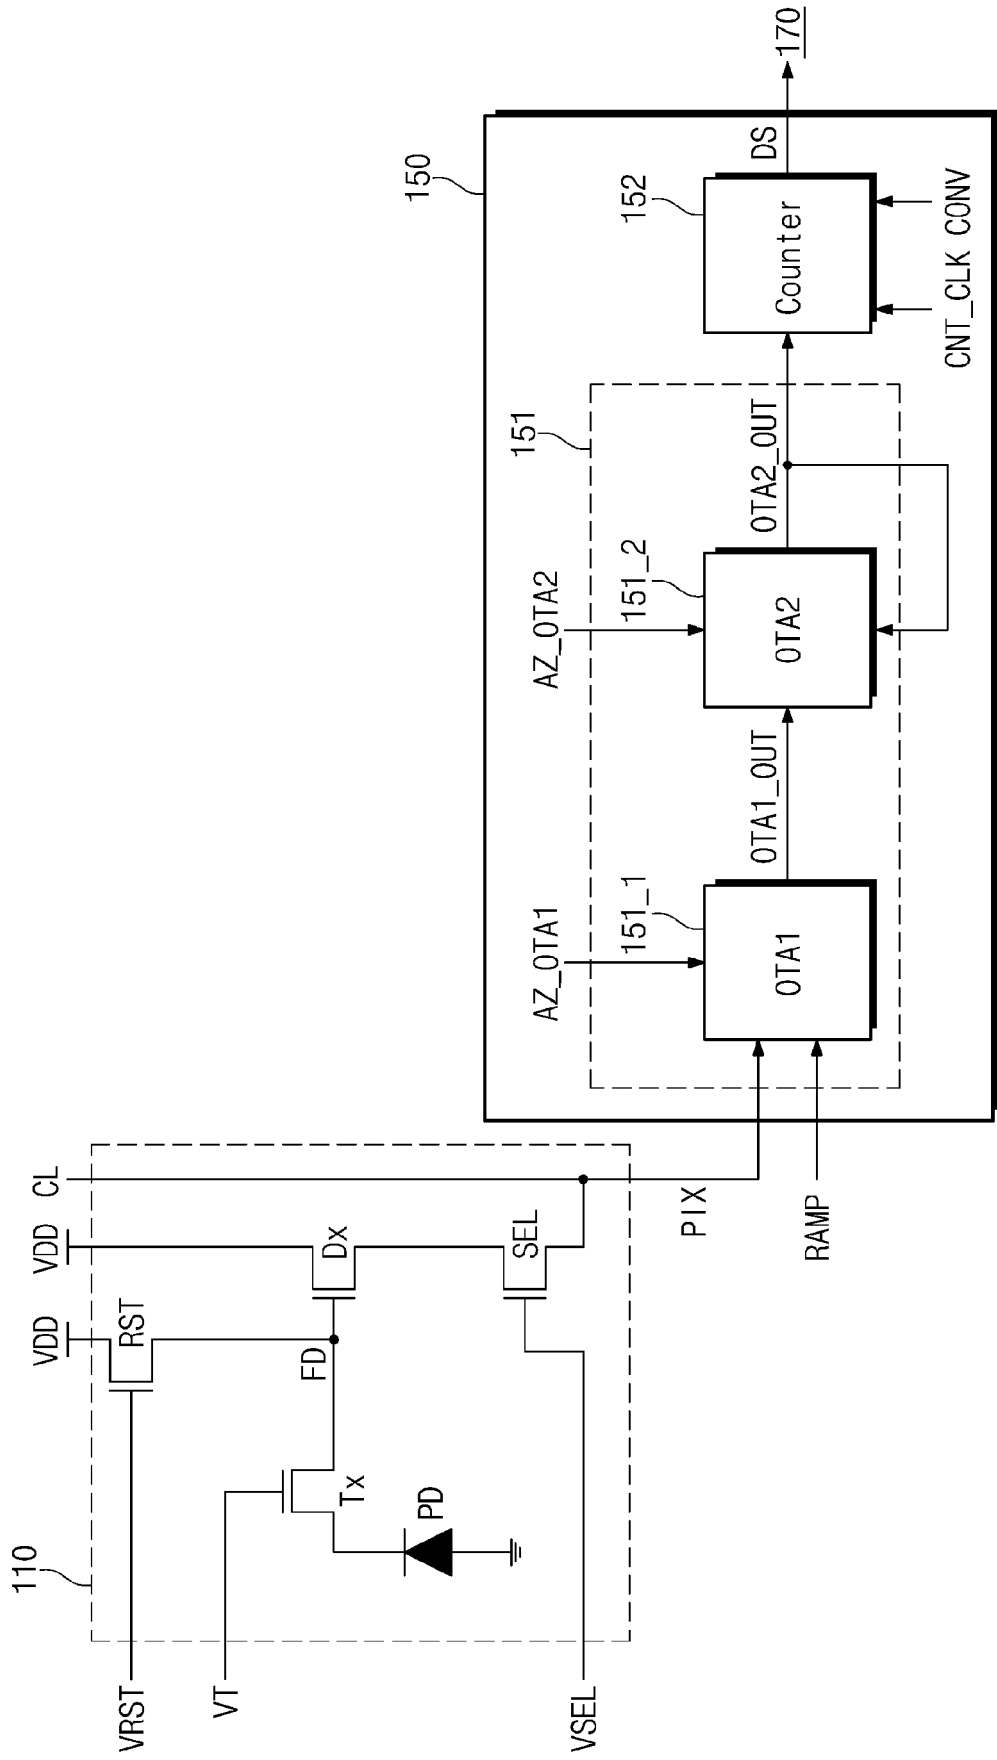 110
VDD
VDD
CL
VRST
RST
VT
FD
Dx
Tx
PD
SEL
VSEL
PIX
RAMP
150
151
AZ_OTA1
151_1
OTA1
OTA1_OUT
AZ_OTA2
151_2
OTA2
OTA2_OUT
152
Counter
CNT_CLK
CONV
DS
170